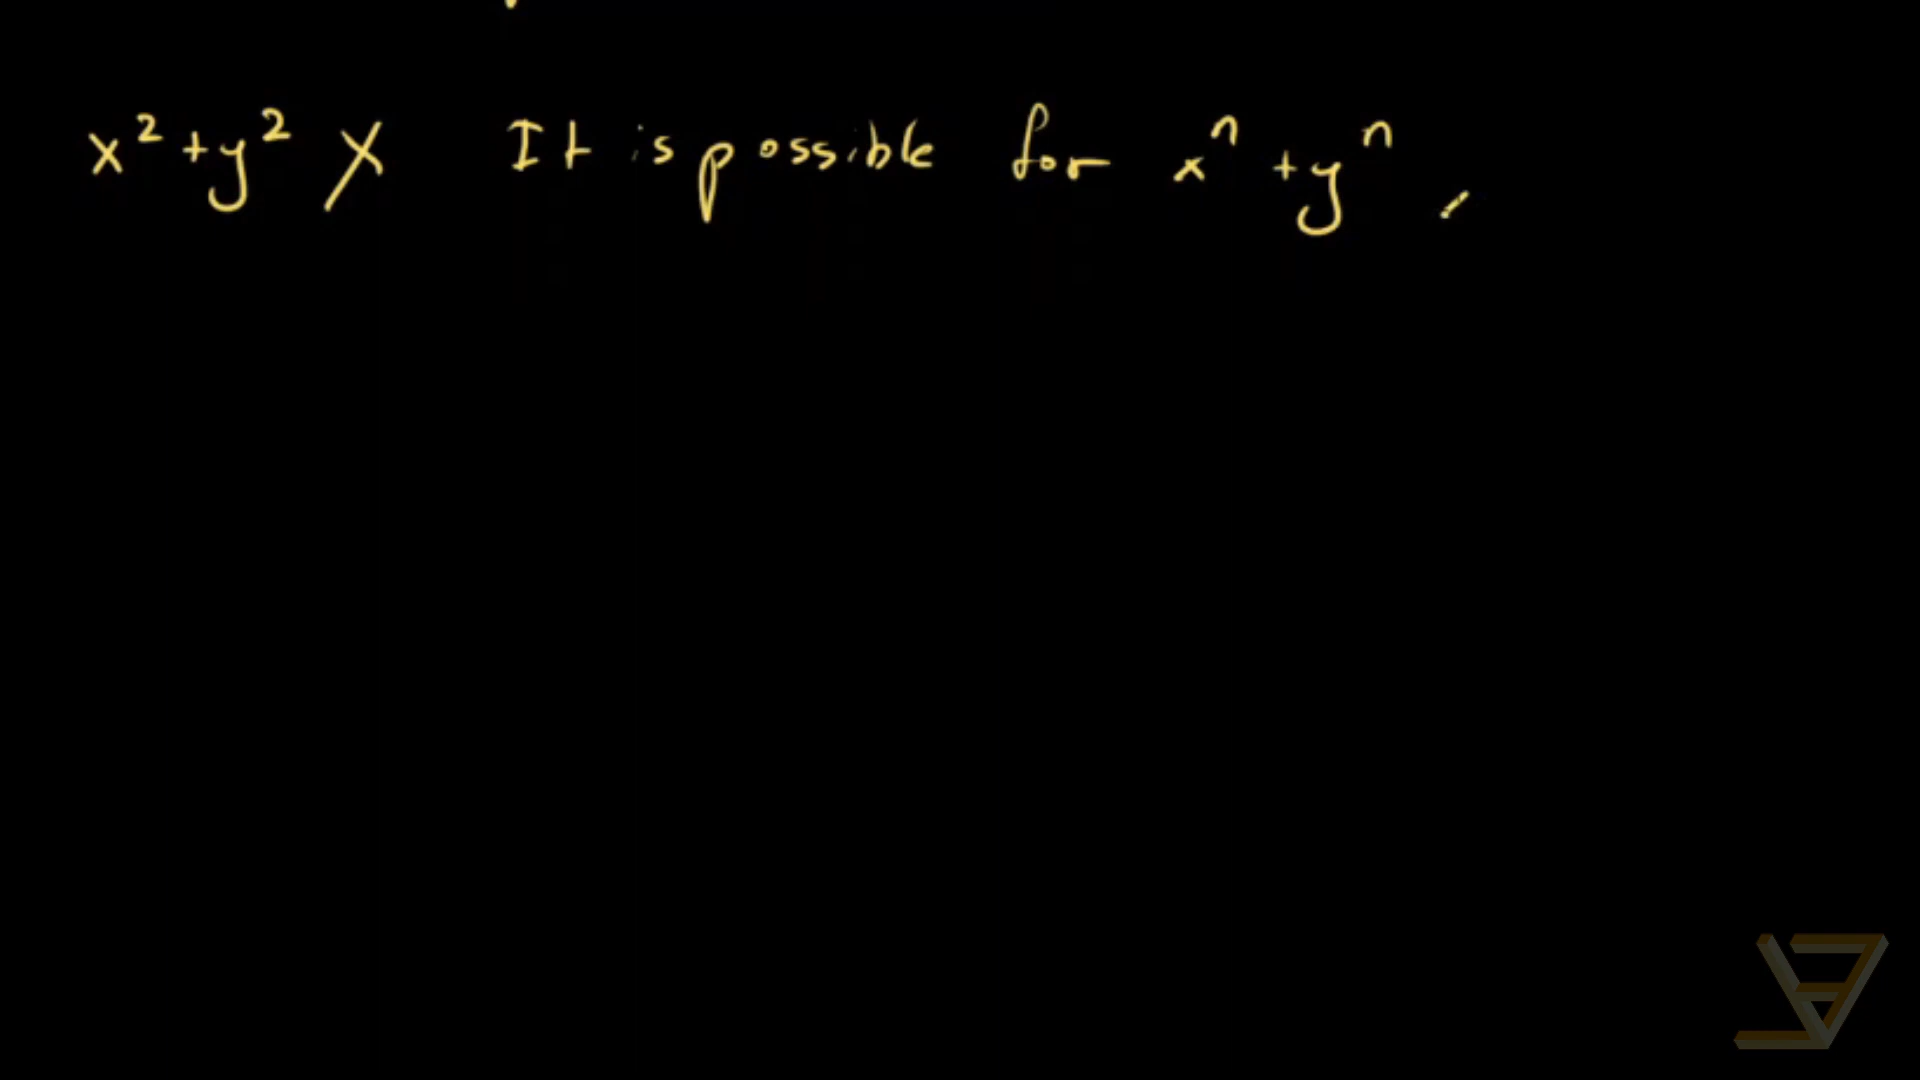 x² + y² X It is possible for xⁿ + yⁿ,